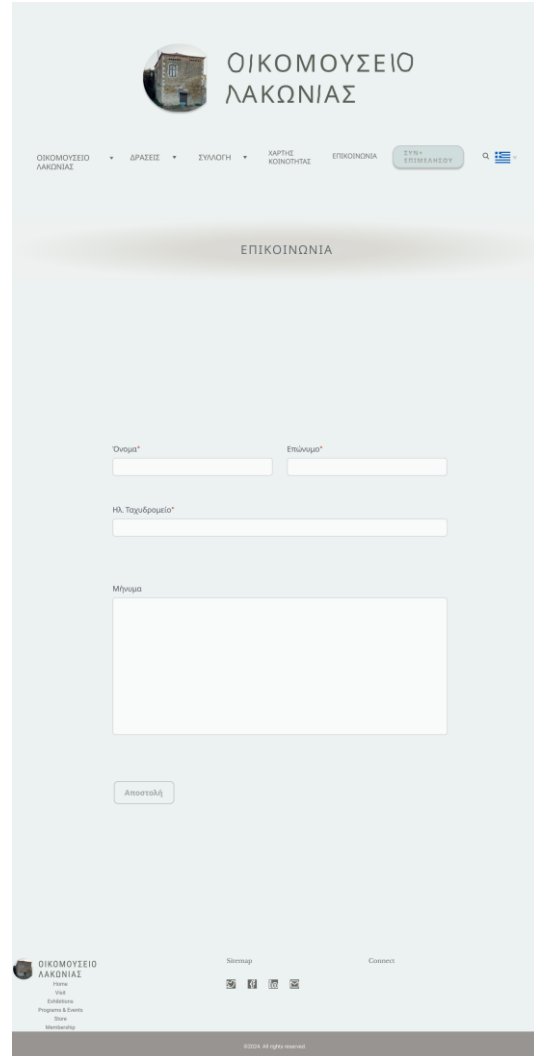 ΟΙΚΟΜΟΥΣΕΙΟ
ΛΑΚΩΝΙΑΣ
ΟΙΚΟΜΟΥΣΕΙΟ
ΛΑΚΩΝΙΑΣ
ΔΡΑΣΕΙΣ
ΣΥΛΛΟΓΗ
ΧΑΡΤΗΣ
ΚΟΙΝΟΤΗΤΑΣ
ΕΠΙΚΟΙΝΩΝΙΑ
ΣΥΝ+
ΕΠΙΜΕΛΗΣΟΥ
ΕΠΙΚΟΙΝΩΝΙΑ
Όνομα*
Επώνυμο*
Ηλ. Ταχυδρομείο*
Μήνυμα
Αποστολή
ΟΙΚΟΜΟΥΣΕΙΟ
ΛΑΚΩΝΙΑΣ
Home
Visit
Exhibitions
Programs & Events
Store
Membership
Sitemap
Connect
©2024. All rights reserved.